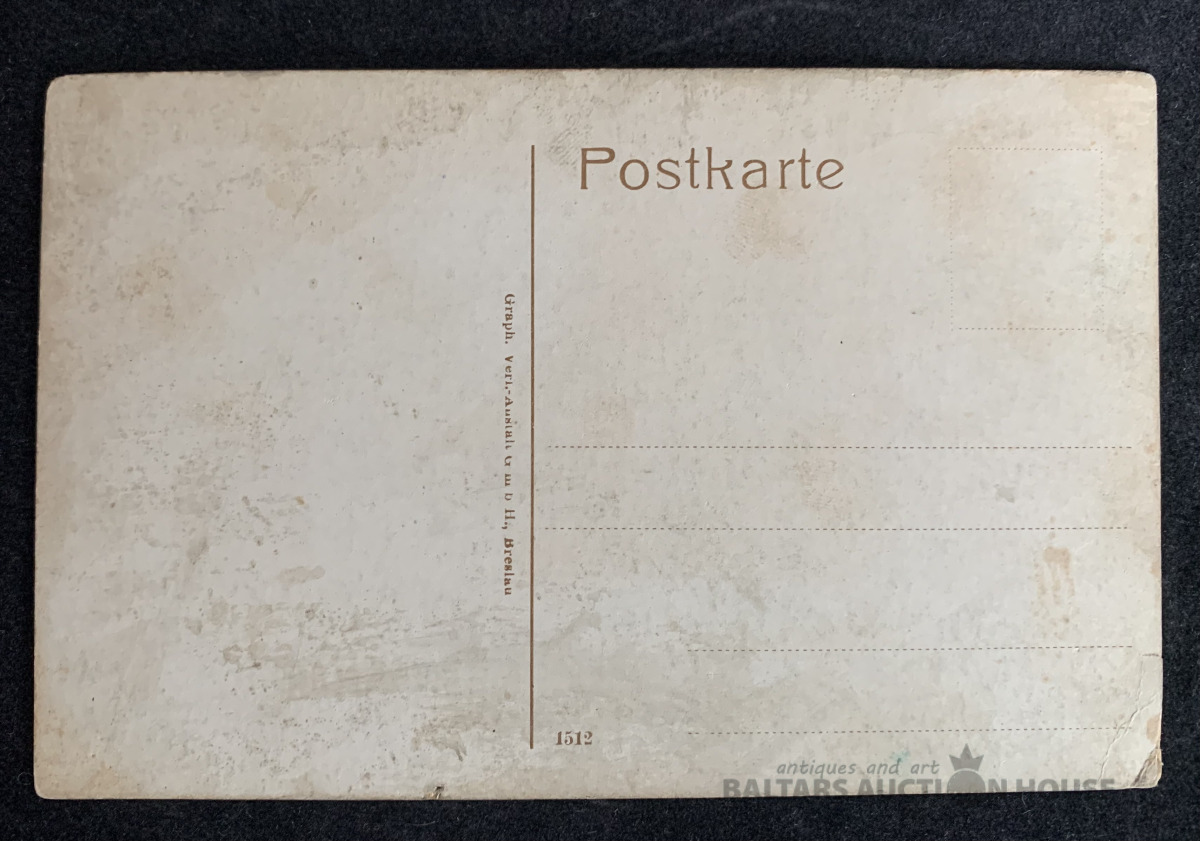 Postkarte
Graph. Verl.-Anstalt G m b H., Breslau
1512
antiques and art
BALTARS AUCTION HOUSE